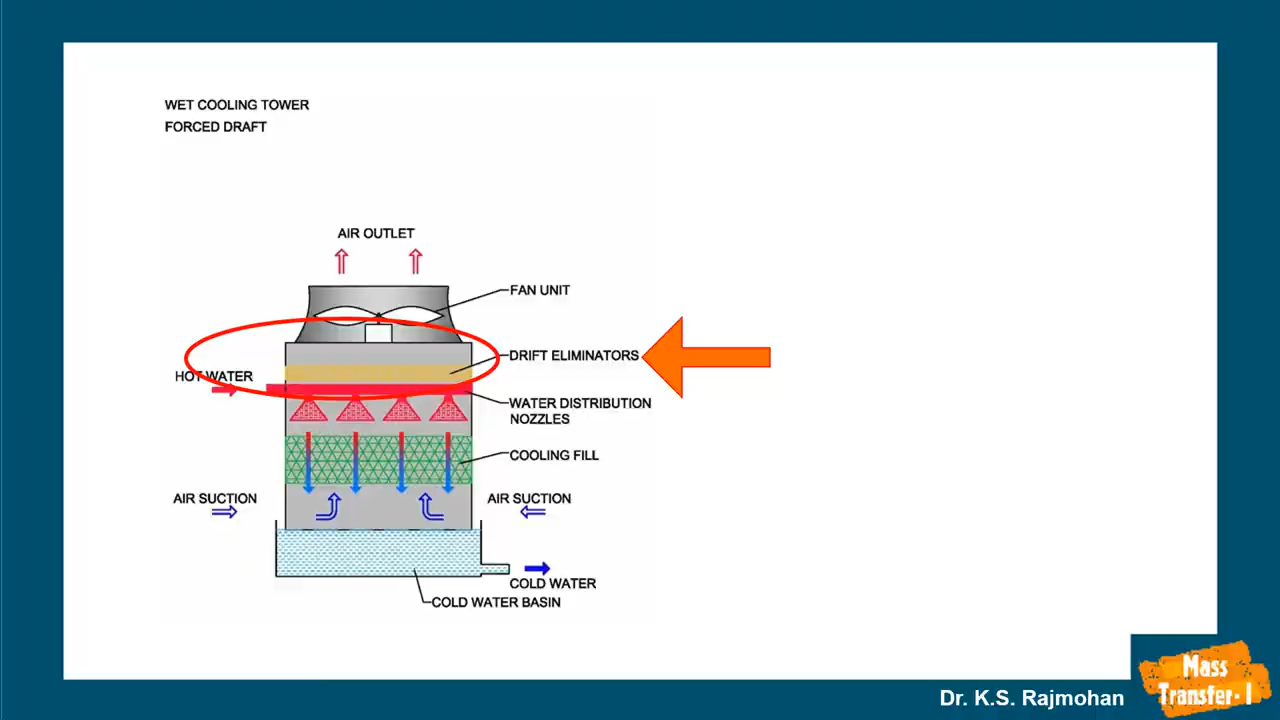 WET COOLING TOWER
FORCED DRAFT
AIR OUTLET
FAN UNIT
DRIFT ELIMINATORS
HOT WATER
WATER DISTRIBUTION
NOZZLES
COOLING FILL
AIR SUCTION
AIR SUCTION
COLD WATER
COLD WATER BASIN
Dr. K.S. Rajmohan
Mass
Transfer-I